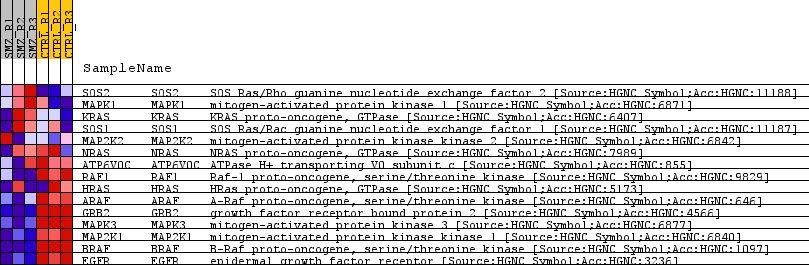 SMZ_R1 SMZ_R2 SMZ_R3 CTRL_R1 CTRL_R2 CTRL_R3
SampleName
SOS2 SOS2 SOS Ras/Rho guanine nucleotide exchange factor 2 [Source:HGNC Symbol;Acc:HGNC:11188]
MAPK1 MAPK1 mitogen-activated protein kinase 1 [Source:HGNC Symbol;Acc:HGNC:6871]
KRAS KRAS KRAS proto-oncogene, GTPase [Source:HGNC Symbol;Acc:HGNC:6407]
SOS1 SOS1 SOS Ras/Rac guanine nucleotide exchange factor 1 [Source:HGNC Symbol;Acc:HGNC:11187]
MAP2K2 MAP2K2 mitogen-activated protein kinase kinase 2 [Source:HGNC Symbol;Acc:HGNC:6842]
NRAS NRAS NRAS proto-oncogene, GTPase [Source:HGNC Symbol;Acc:HGNC:7989]
ATP6V0C ATP6V0C ATPase H+ transporting V0 subunit c [Source:HGNC Symbol;Acc:HGNC:855]
RAF1 RAF1 Raf-1 proto-oncogene, serine/threonine kinase [Source:HGNC Symbol;Acc:HGNC:9829]
HRAS HRAS HRas proto-oncogene, GTPase [Source:HGNC Symbol;Acc:HGNC:5173]
ARAF ARAF A-Raf proto-oncogene, serine/threonine kinase [Source:HGNC Symbol;Acc:HGNC:646]
GRB2 GRB2 growth factor receptor bound protein 2 [Source:HGNC Symbol;Acc:HGNC:4566]
MAPK3 MAPK3 mitogen-activated protein kinase 3 [Source:HGNC Symbol;Acc:HGNC:6877]
MAP2K1 MAP2K1 mitogen-activated protein kinase kinase 1 [Source:HGNC Symbol;Acc:HGNC:6840]
BRAF BRAF B-Raf proto-oncogene, serine/threonine kinase [Source:HGNC Symbol;Acc:HGNC:1097]
EGFR EGFR epidermal growth factor receptor [Source:HGNC Symbol;Acc:HGNC:3236]